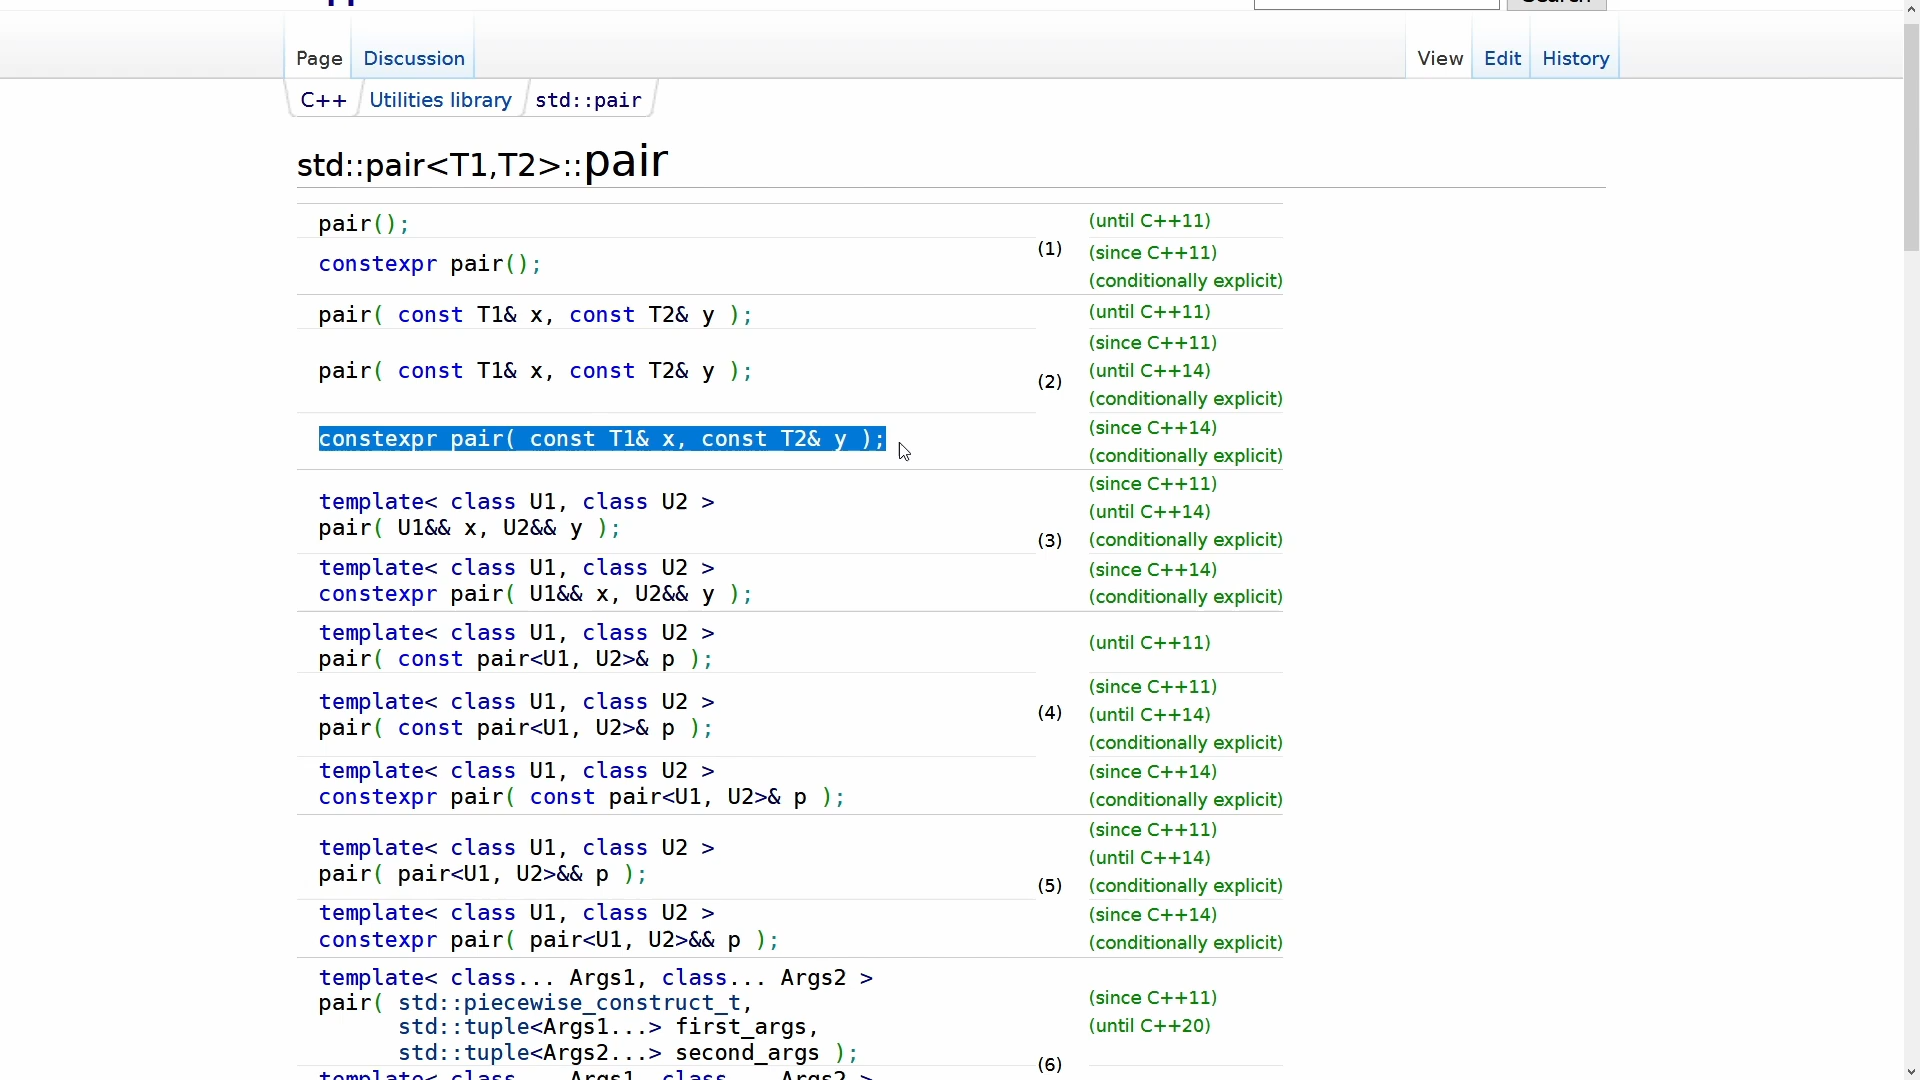 Page
Discussion
View
Edit
History
C++
Utilities library
std::pair
std::pair<T1,T2>::pair
pair();
(until C++11)
(1)
constexpr pair();
(since C++11)
(conditionally explicit)
pair( const T1& x, const T2& y );
(until C++11)
pair( const T1& x, const T2& y );
(since C++11)
(until C++14)
(conditionally explicit)
(2)
constexpr pair( const T1& x, const T2& y );
(since C++14)
(conditionally explicit)
template< class U1, class U2 >
pair( U1&& x, U2&& y );
(since C++11)
(until C++14)
(conditionally explicit)
(3)
template< class U1, class U2 >
constexpr pair( U1&& x, U2&& y );
(since C++14)
(conditionally explicit)
template< class U1, class U2 >
pair( const pair<U1, U2>& p );
(until C++11)
template< class U1, class U2 >
pair( const pair<U1, U2>& p );
(since C++11)
(until C++14)
(conditionally explicit)
(4)
template< class U1, class U2 >
constexpr pair( const pair<U1, U2>& p );
(since C++14)
(conditionally explicit)
template< class U1, class U2 >
pair( pair<U1, U2>&& p );
(since C++11)
(until C++14)
(conditionally explicit)
(5)
template< class U1, class U2 >
constexpr pair( pair<U1, U2>&& p );
(since C++14)
(conditionally explicit)
template< class... Args1, class... Args2 >
pair( std::piecewise_construct_t,
std::tuple<Args1...> first_args,
std::tuple<Args2...> second_args );
(since C++11)
(until C++20)
(6)
template< class... Args1, class... Args2 >